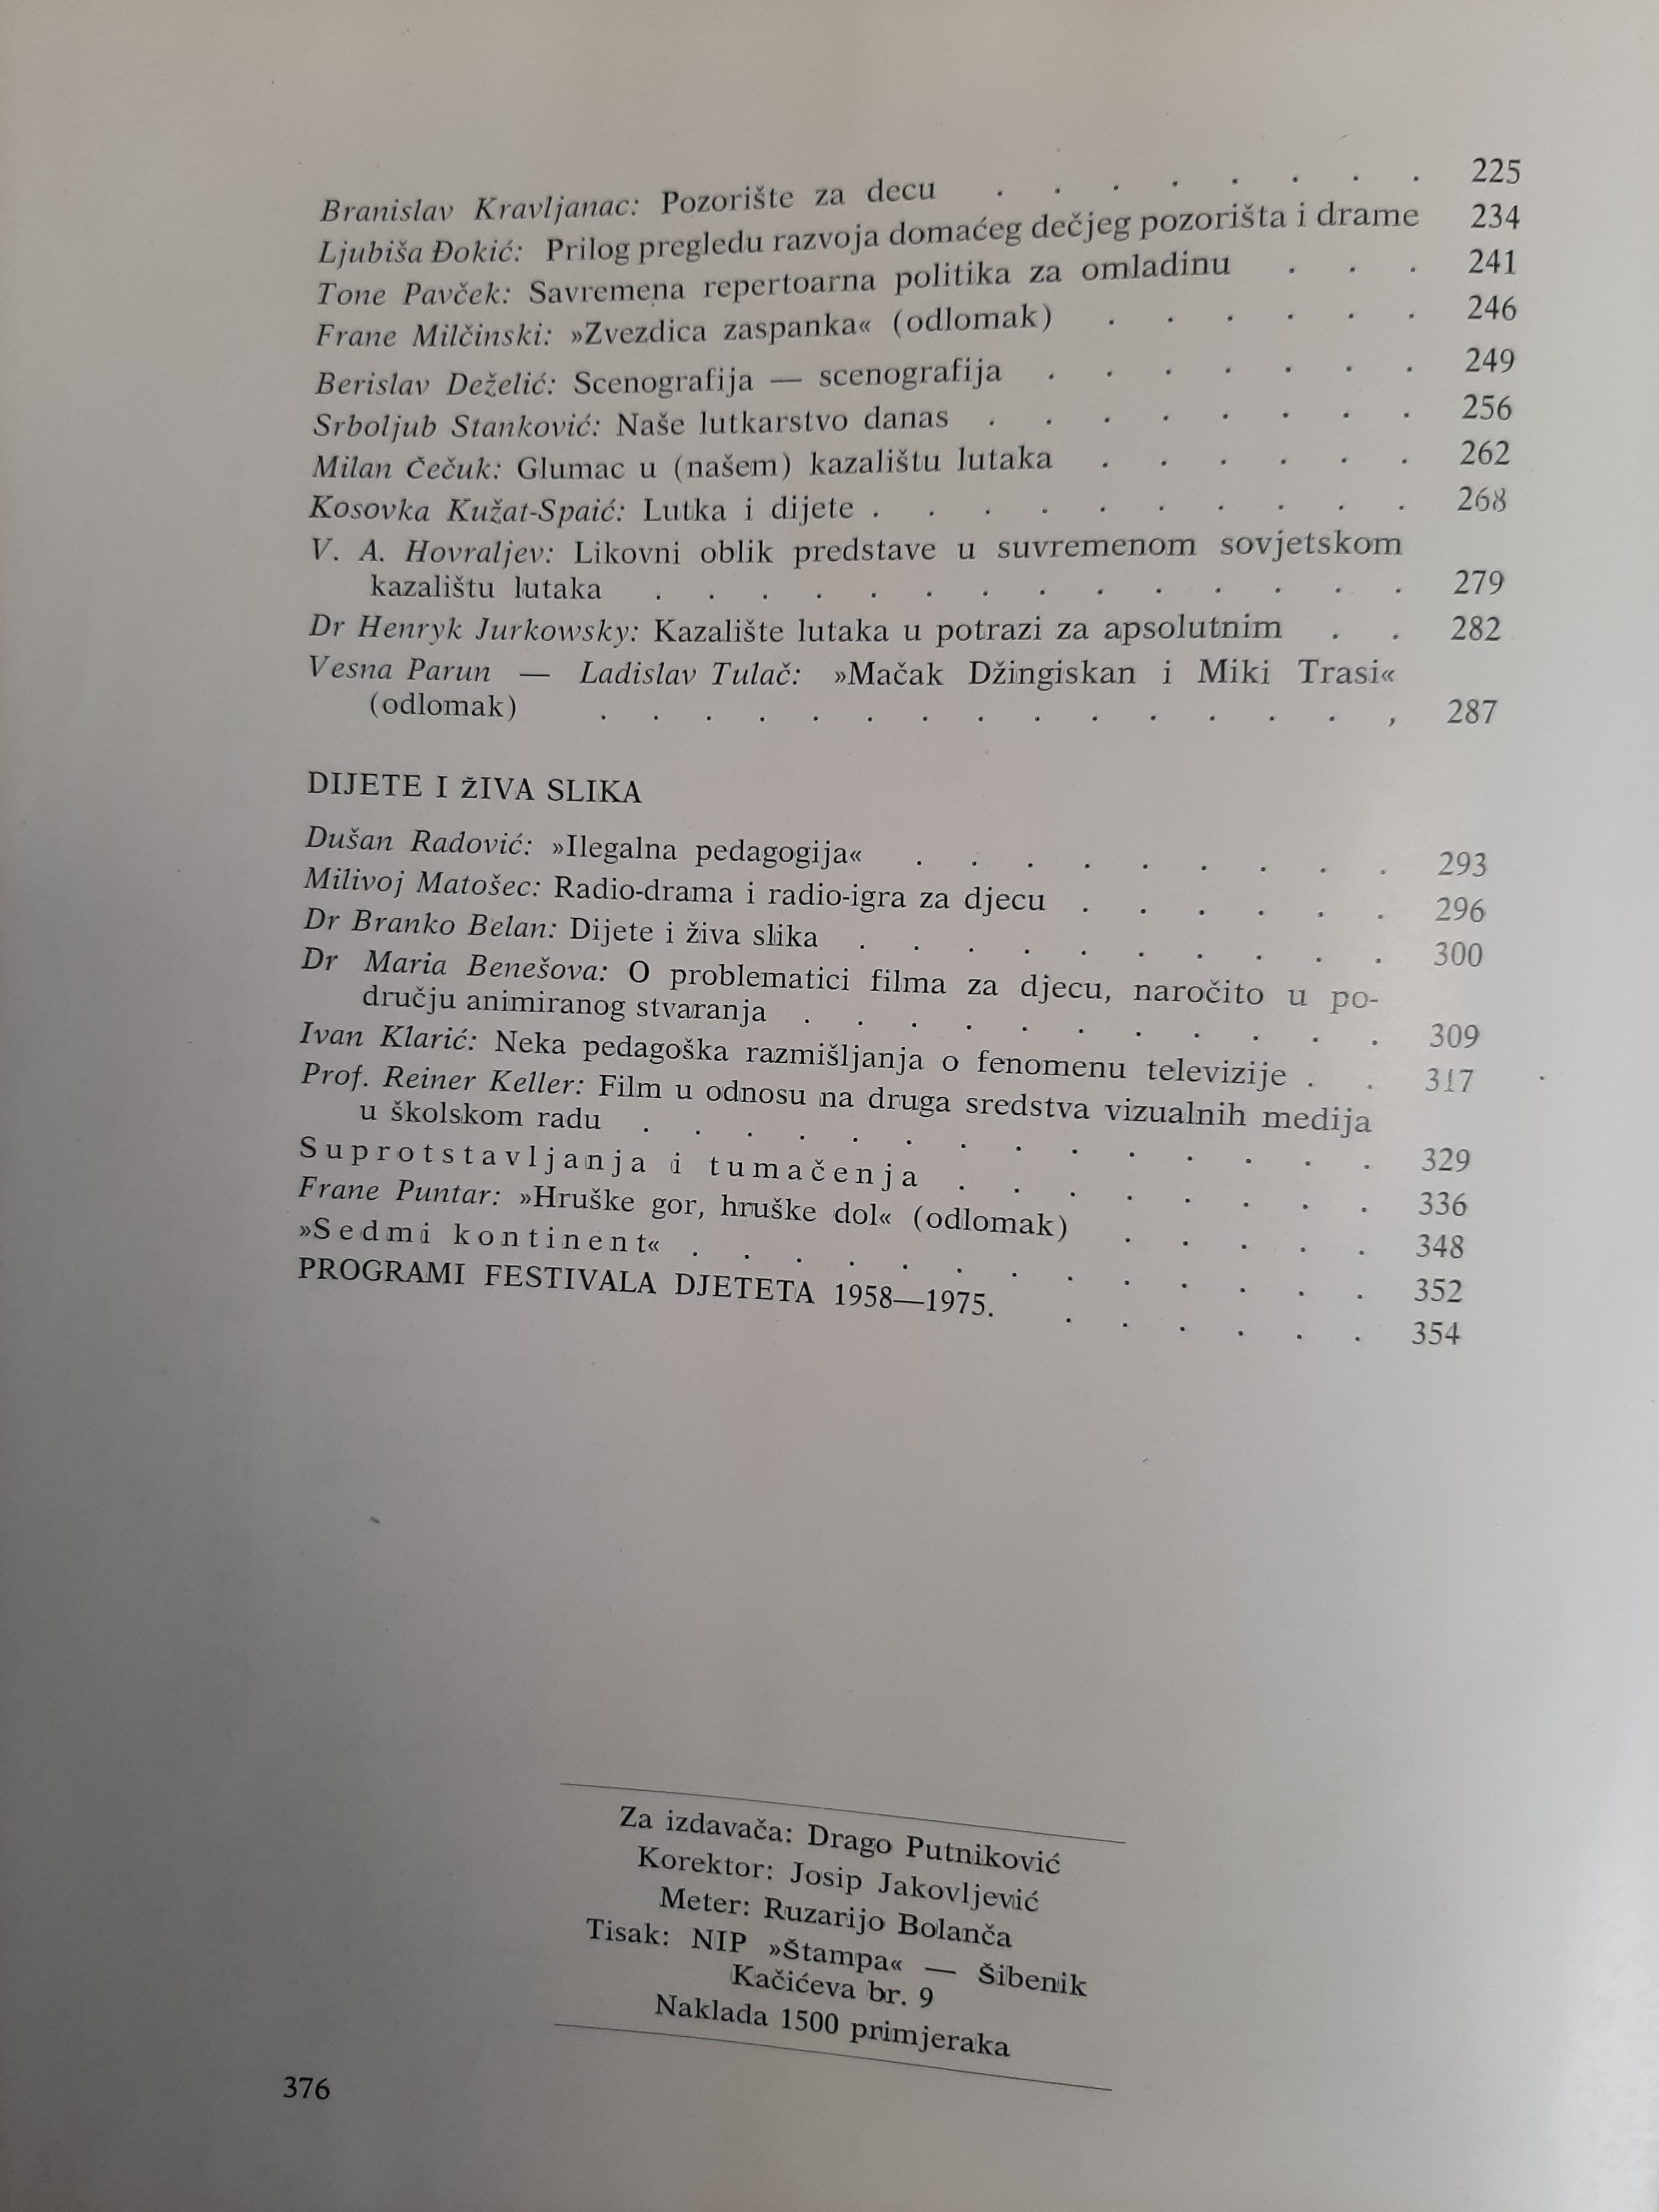 Branislav Kravljanac: Pozorište za decu . . . . . . . . 225
Ljubiša Đokić: Prilog pregledu razvoja domaćeg dečjeg pozorišta i drame 234
Tone Pavček: Savremena repertoarna politika za omladinu . . . 241
Frane Milčinski: »Zvezdica zaspanka« (odlomak) . . . . . . 246
Berislav Deželić: Scenografija — scenografija . . . . . . . 249
Srboljub Stanković: Naše lutkarstvo danas . . . . . . . . 256
Milan Čečuk: Glumac u (našem) kazalištu lutaka . . . . . . 262
Kosovka Kužat-Spaić: Lutka i dijete . . . . . . . . . . 268
V. A. Hovraljev: Likovni oblik predstave u suvremenom sovjetskom
kazalištu lutaka . . . . . . . . . . . . . . 279
Dr Henryk Jurkowsky: Kazalište lutaka u potrazi za apsolutnim . . 282
Vesna Parun — Ladislav Tulač: »Mačak Džingiskan i Miki Trasi«
(odlomak) . . . . . . . . . . . . . . , 287
DIJETE I ŽIVA SLIKA
Dušan Radović: »Ilegalna pedagogija« . . . . . . . . . 293
Milivoj Matošec: Radio-drama i radio-igra za djecu . . . . . . 296
Dr Branko Belan: Dijete i živa slika . . . . . . . . . . 300
Dr Maria Benešova: O problematici filma za djecu, naročito u po-
dručju animiranog stvaranja . . . . . . . . . . . 309
Ivan Klarić: Neka pedagoška razmišljanja o fenomenu televizije . . 317
Prof. Reiner Keller: Film u odnosu na druga sredstva vizualnih medija
u školskom radu . . . . . . . . . . . . . . 329
Suprotstavljanja i tumačenja . . . . . . . . 336
Frane Puntar: »Hruške gor, hruške dol« (odlomak) . . . . . 348
»Sedmi kontinent« . . . . . . . . . . . . . 352
PROGRAMI FESTIVALA DJETETA 1958—1975. . . . . . . 354
Za izdavača: Drago Putniković
Korektor: Josip Jakovljević
Meter: Ruzarijo Bolanča
Tisak: NIP »Štampa« — Šibenik
Kačićeva br. 9
Naklada 1500 primjeraka
376